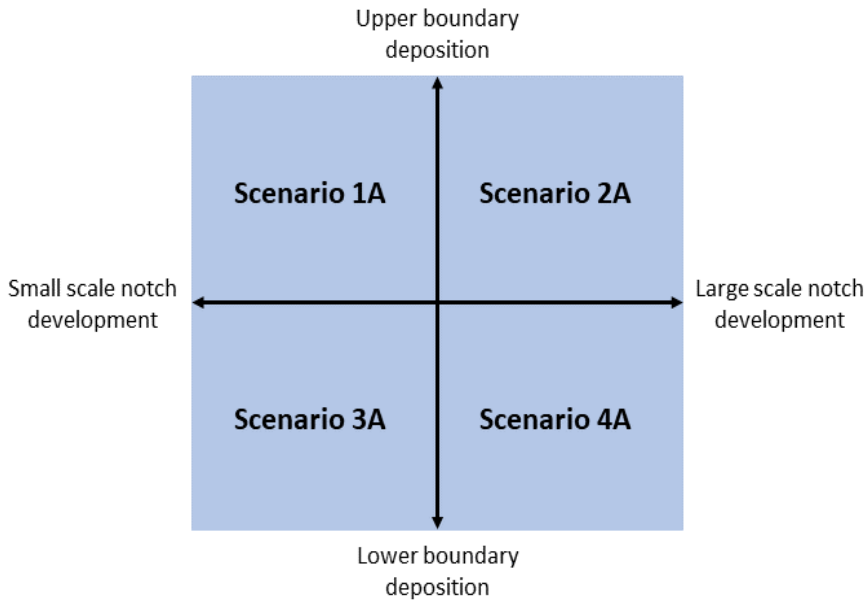 Upper boundary
deposition
Scenario 1A
Scenario 2A
Small scale notch
development
Large scale notch
development
Scenario 3A
Scenario 4A
Lower boundary
deposition